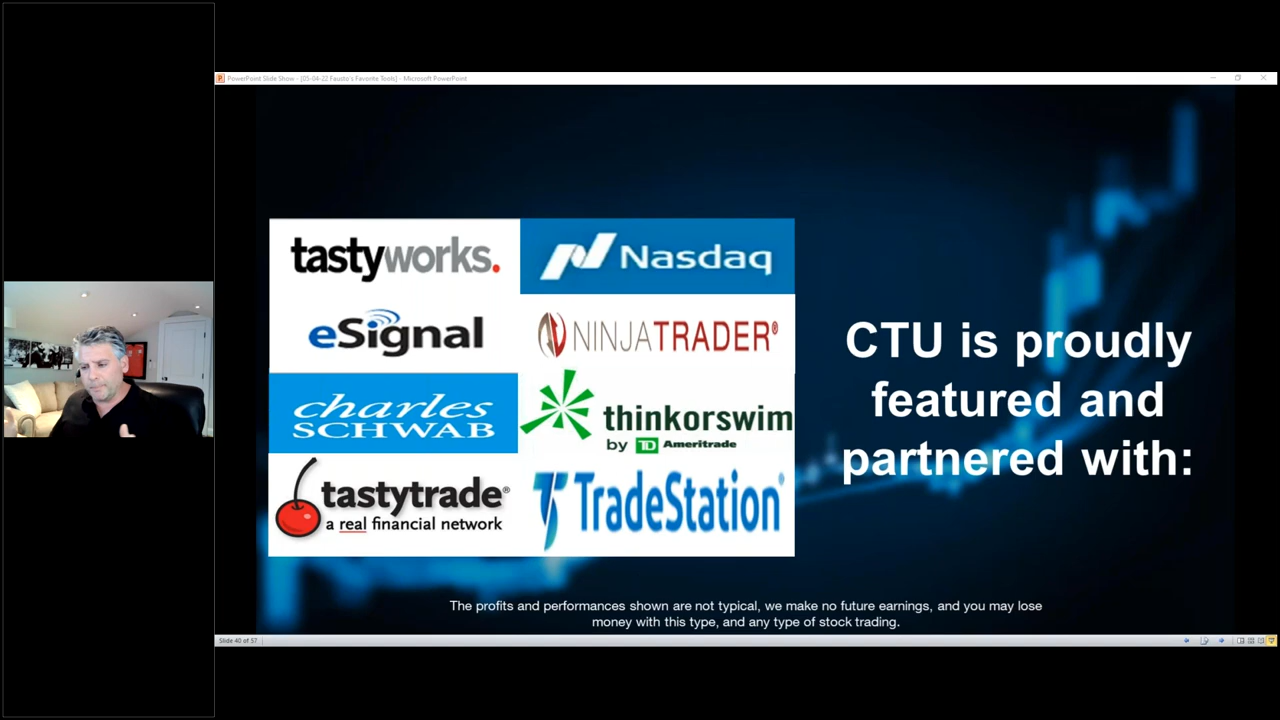 PowerPoint Slide Show - [05-04-22 Fausto's Favorite Tools] - Microsoft PowerPoint
tastyworks.
Nasdaq
eSignal
NINJATRADER®
charles
SCHWAB
thinkorswim
by TD Ameritrade
tastytrade®
a real financial network
TradeStation®
CTU is proudly
featured and
partnered with:
The profits and performances shown are not typical, we make no future earnings, and you may lose
money with this type, and any type of stock trading.
Slide 40 of 57